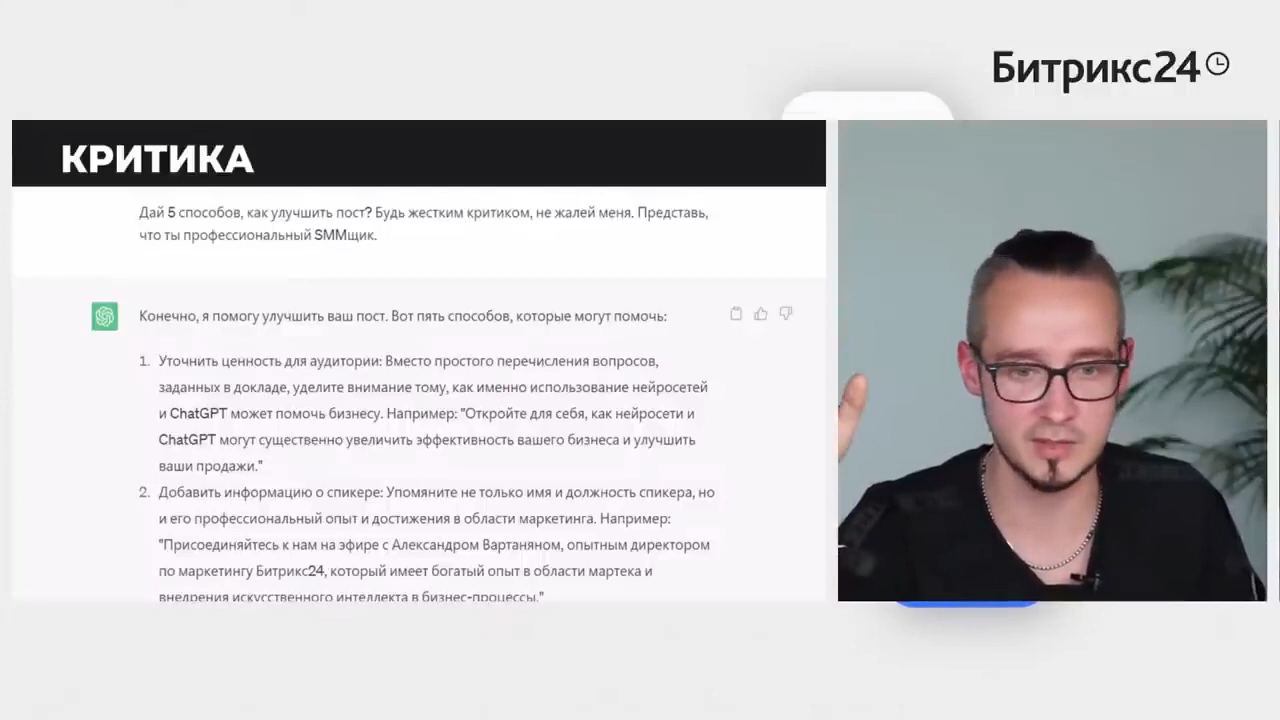 Битрикс24
КРИТИКА
Дай 5 способов, как улучшить пост? Будь жестким критиком, не жалей меня. Представь,
что ты профессиональный SMMщик.
Конечно, я помогу улучшить ваш пост. Вот пять способов, которые могут помочь:
1. Уточнить ценность для аудитории: Вместо простого перечисления вопросов,
заданных в докладе, уделите внимание тому, как именно использование нейросетей
и ChatGPT может помочь бизнесу. Например: "Откройте для себя, как нейросети и
ChatGPT могут существенно увеличить эффективность вашего бизнеса и улучшить
ваши продажи."
2. Добавить информацию о спикере: Упомяните не только имя и должность спикера, но
и его профессиональный опыт и достижения в области маркетинга. Например:
"Присоединяйтесь к нам на эфире с Александром Вартаняном, опытным директором
по маркетингу Битрикс24, который имеет богатый опыт в области мартека и
внедрения искусственного интеллекта в бизнес-процессы."